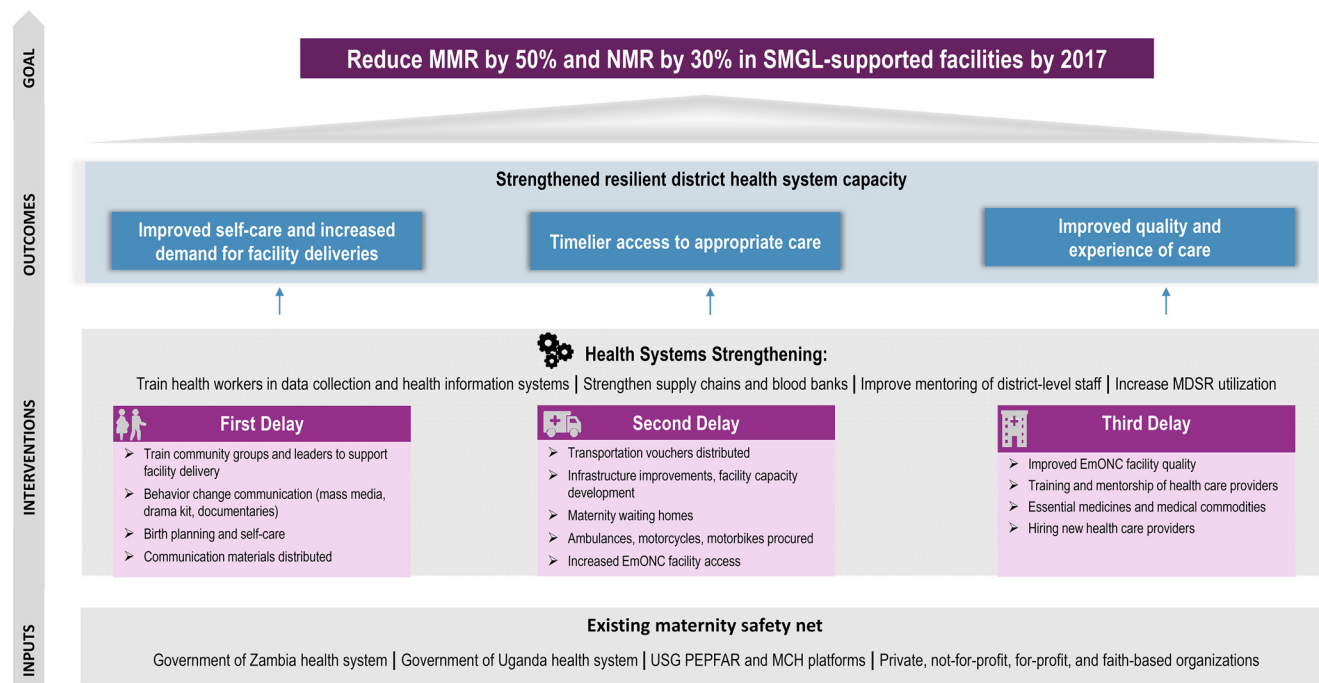 GOAL
Reduce MMR by 50% and NMR by 30% in SMGL-supported facilities by 2017
OUTCOMES
Strengthened resilient district health system capacity
Improved self-care and increased
demand for facility deliveries
Timelier access to appropriate care
Improved quality and
experience of care
INTERVENTIONS
Health Systems Strengthening:
Train health workers in data collection and health information systems | Strengthen supply chains and blood banks | Improve mentoring of district-level staff | Increase MDSR utilization
First Delay
➢ Train community groups and leaders to support
facility delivery
➢ Behavior change communication (mass media,
drama kit, documentaries)
➢ Birth planning and self-care
➢ Communication materials distributed
Second Delay
➢ Transportation vouchers distributed
➢ Infrastructure improvements, facility capacity
development
➢ Maternity waiting homes
➢ Ambulances, motorcycles, motorbikes procured
➢ Increased EmONC facility access
Third Delay
➢ Improved EmONC facility quality
➢ Training and mentorship of health care providers
➢ Essential medicines and medical commodities
➢ Hiring new health care providers
INPUTS
Existing maternity safety net
Government of Zambia health system | Government of Uganda health system | USG PEPFAR and MCH platforms | Private, not-for-profit, for-profit, and faith-based organizations